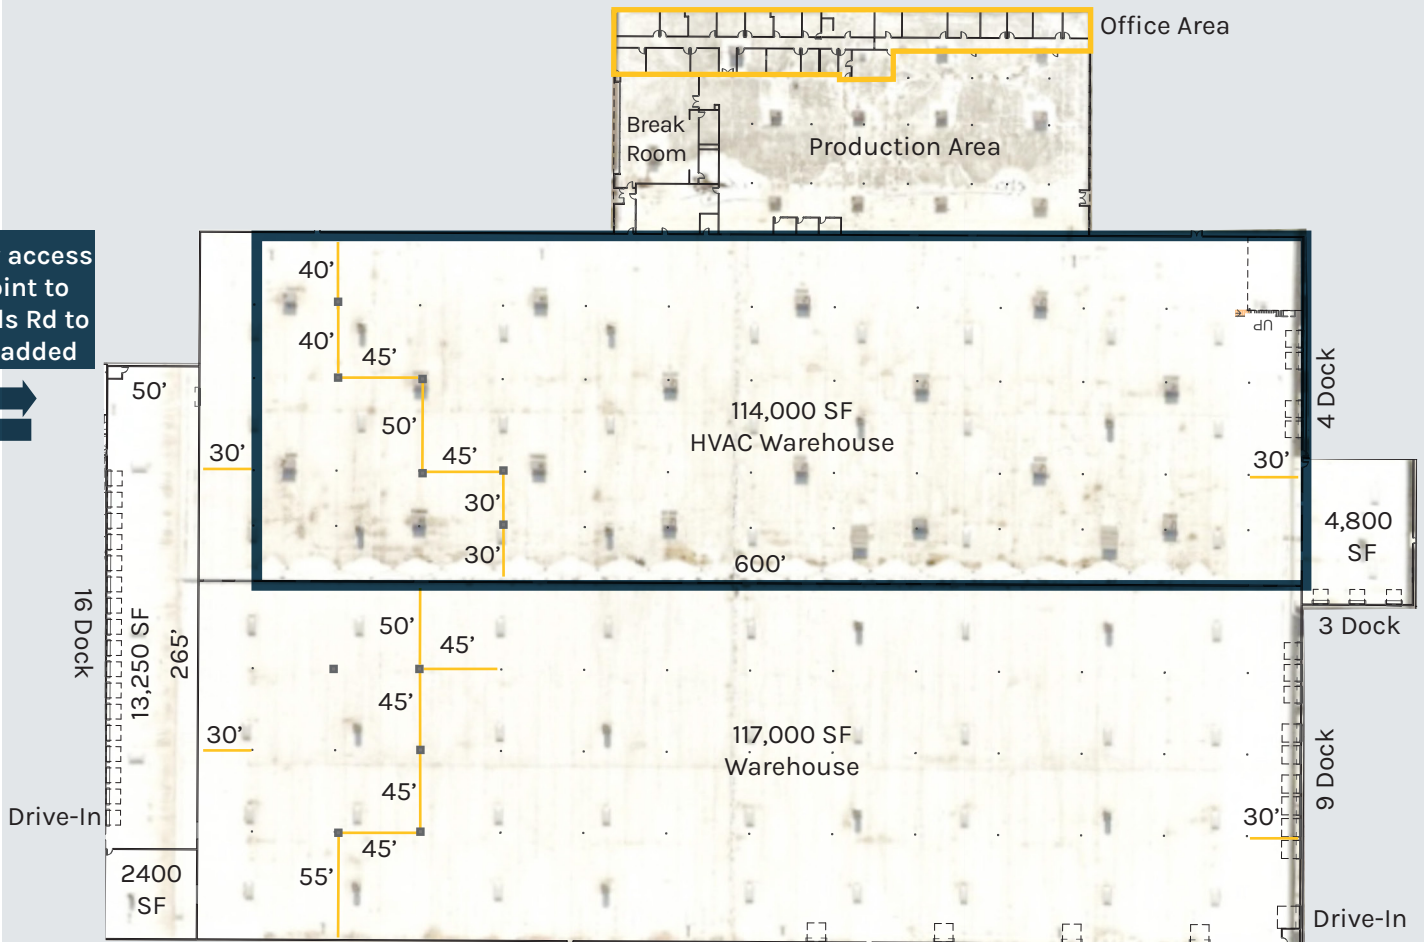 Office Area
Break
Room
Production Area
access
int to
ls Rd to
added
40’
40’
45’
50’
45’
30’
30’
600’
114,000 SF
HVAC Warehouse
UP
4 Dock
30’
30’
50’
4,800
SF
3 Dock
16 Dock
13,250 SF
265’
50’
45’
45’
45’
45’
55’
30’
117,000 SF
Warehouse
9 Dock
30’
Drive-In
2400
SF
Drive-In